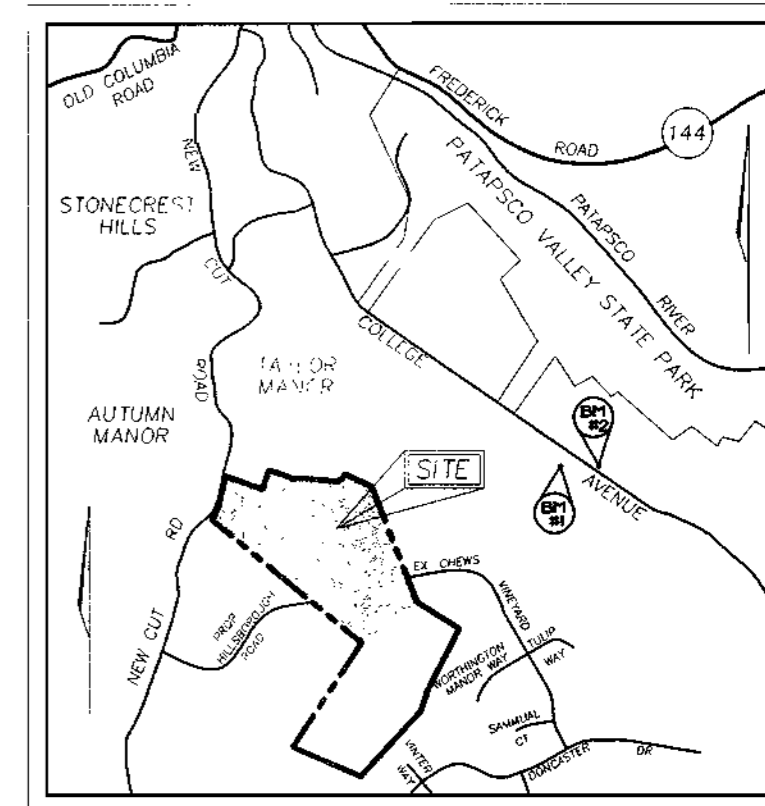 OLD COLUMBIA
ROAD
FREDERICK
ROAD
144
NEW
CUT
ROAD
STONECREST
HILLS
PATAPSCO VALLEY STATE PARK
PATAPSCO
RIVER
COLLEGE
AVENUE
TAYLOR
MANOR
AUTUMN
MANOR
BM
#2
BM
#1
SITE
NEW CUT
RD
PROP
HILLSBOROUGH
ROAD
EX CHEWS
VINEYARD
WORTHINGTON
MANOR WAY
TULIP
WAY
SAMMUAL
CT
DONCASTER
DR
VINTER
WAY